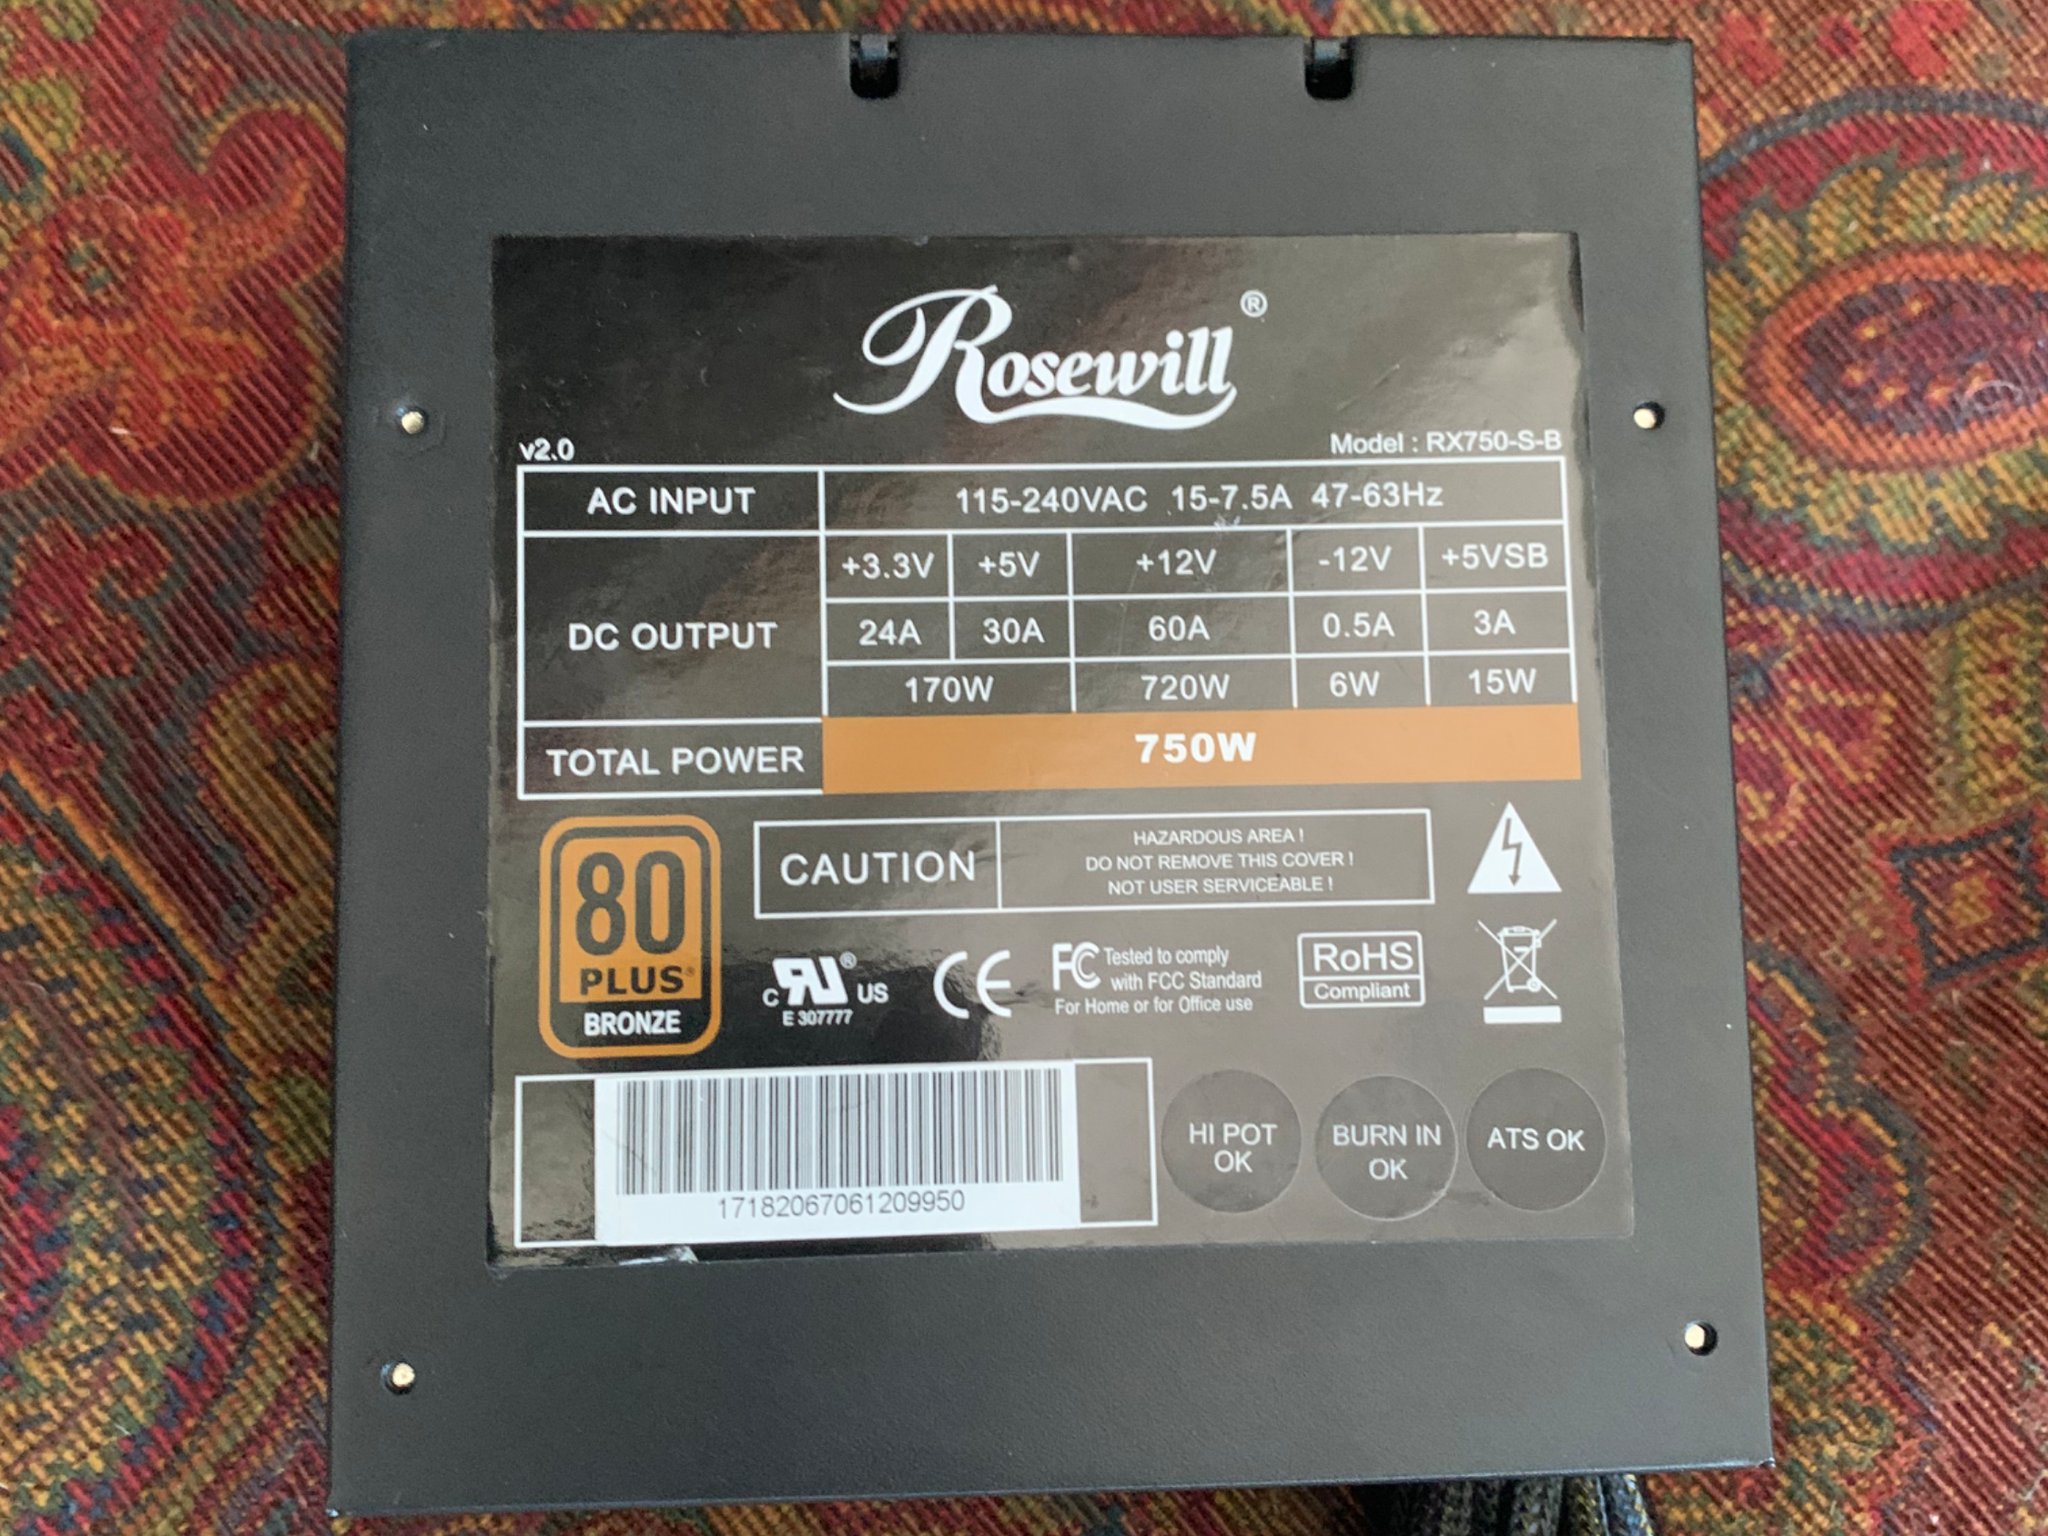 Rosewill®
v2.0
Model : RX750-S-B
AC INPUT 115-240VAC 15-7.5A 47-63Hz
+3.3V +5V +12V -12V +5VSB
DC OUTPUT 24A 30A 60A 0.5A 3A
170W 720W 6W 15W
TOTAL POWER 750W
80
PLUS®
BRONZE
CAUTION
HAZARDOUS AREA !
DO NOT REMOVE THIS COVER !
NOT USER SERVICEABLE !
c RU® US
E 307777
CE
FC Tested to comply
with FCC Standard
For Home or for Office use
RoHS
Compliant
17182067061209950
HI POT
OK
BURN IN
OK
ATS OK